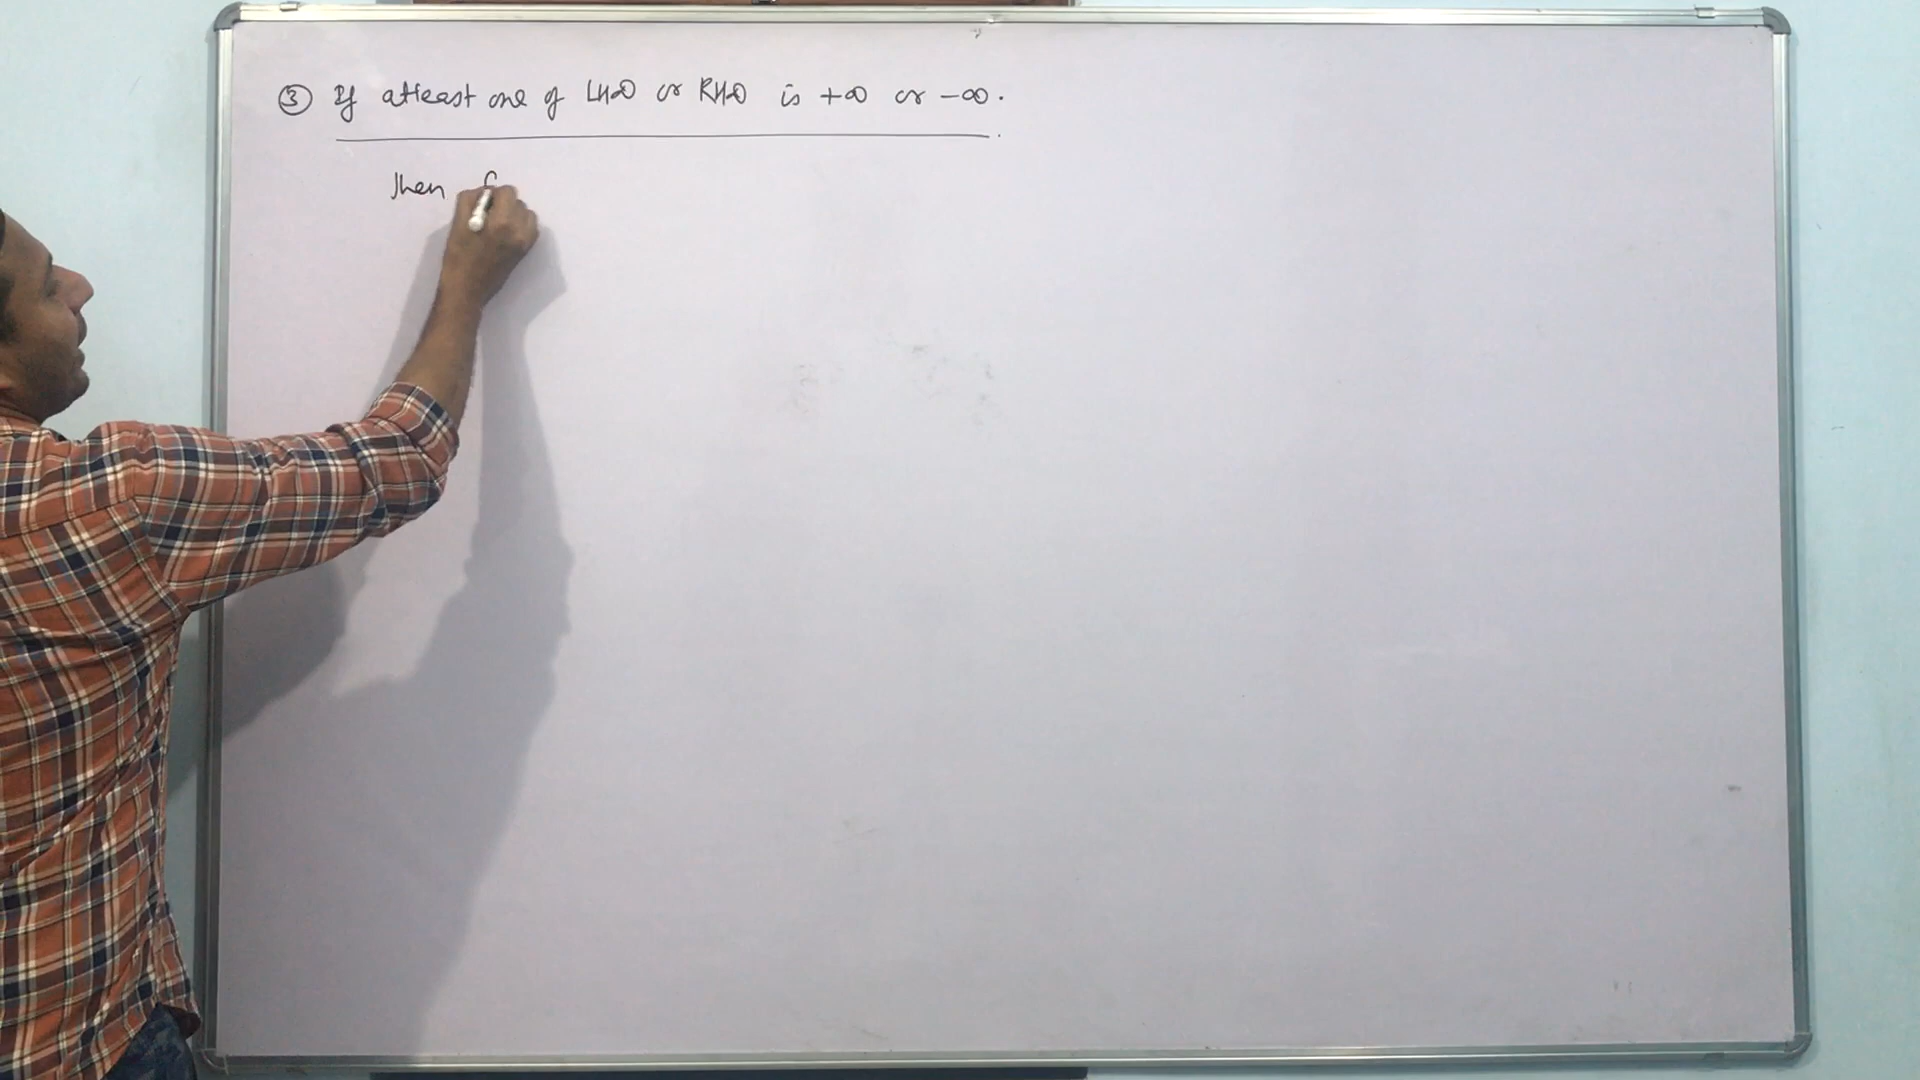 ③ If atleast one of LHD or RHD is +∞ or -∞.
Then f